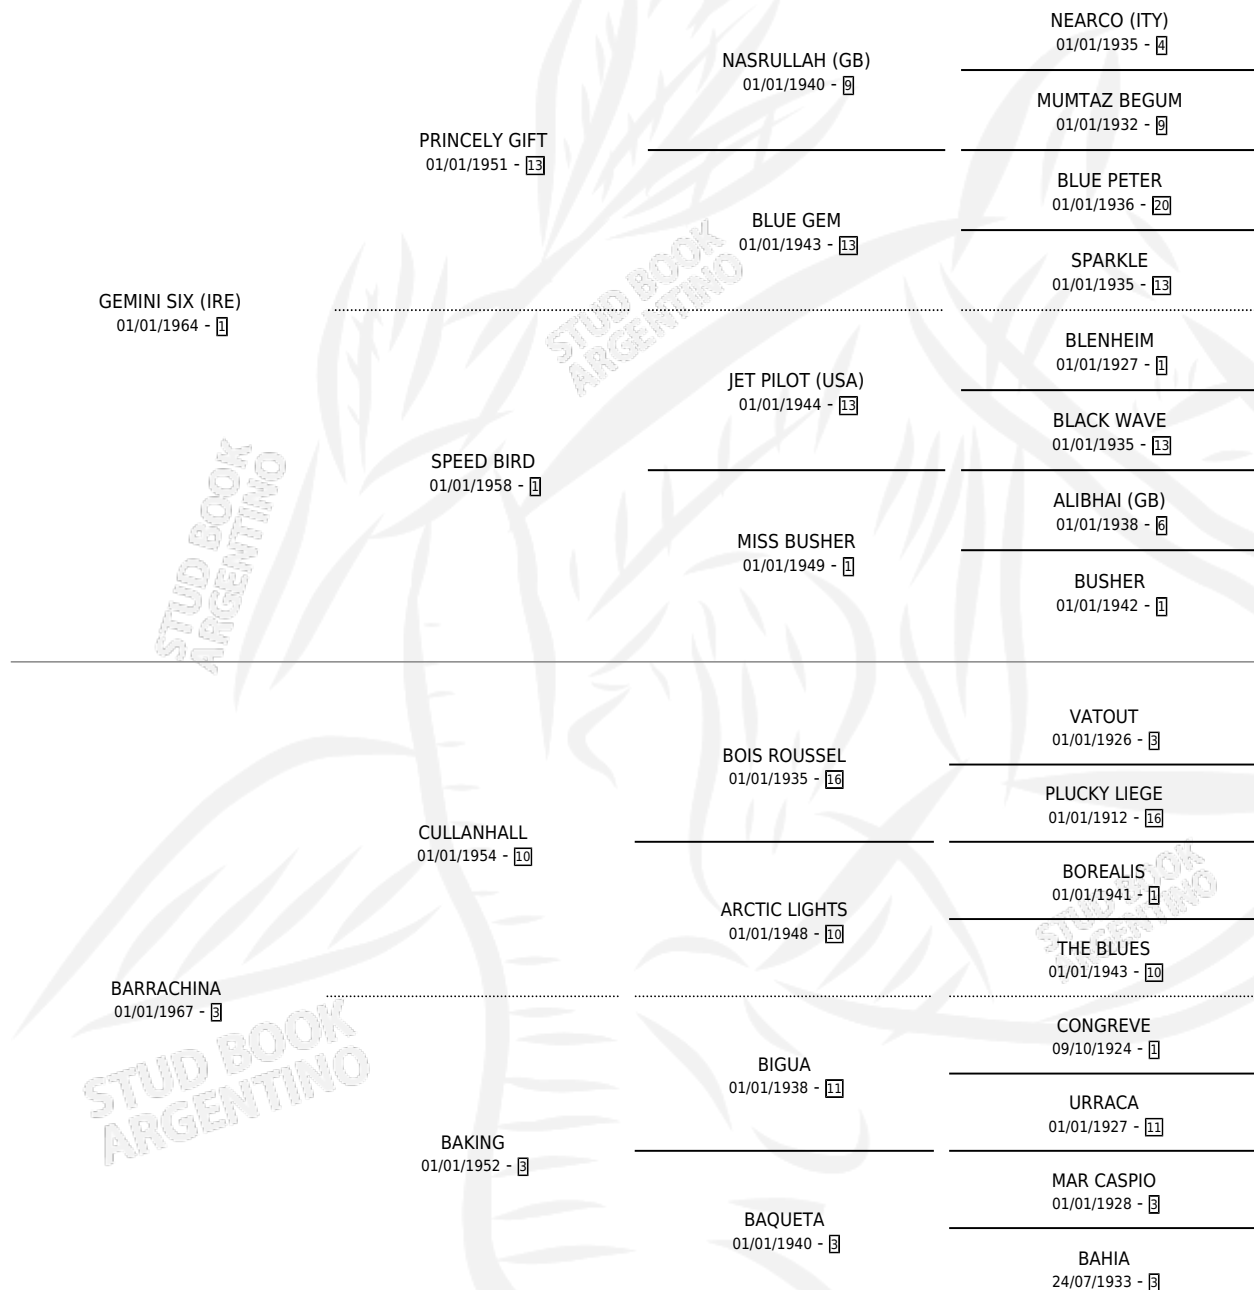 NEARCO (ITY)
01/01/1935 - 4
NASRULLAH (GB)
01/01/1940 - 9
MUMTAZ BEGUM
01/01/1932 - 9
PRINCELY GIFT
01/01/1951 - 13
BLUE PETER
01/01/1936 - 20
BLUE GEM
01/01/1943 - 13
SPARKLE
01/01/1935 - 13
GEMINI SIX (IRE)
01/01/1964 - 1
STUD BOOK
ARGENTINO
BLENHEIM
01/01/1927 - 1
JET PILOT (USA)
01/01/1944 - 13
BLACK WAVE
01/01/1935 - 13
SPEED BIRD
01/01/1958 - 1
ALIBHAI (GB)
01/01/1938 - 6
MISS BUSHER
01/01/1949 - 1
BUSHER
01/01/1942 - 1
STUD BOOK
ARGENTINO
VATOUT
01/01/1926 - 3
BOIS ROUSSEL
01/01/1935 - 16
PLUCKY LIEGE
01/01/1912 - 16
CULLANHALL
01/01/1954 - 10
BOREALIS
01/01/1941 - 1
ARCTIC LIGHTS
01/01/1948 - 10
STUD BOOK
ARGENTINO
THE BLUES
01/01/1943 - 10
BARRACHINA
01/01/1967 - 3
STUD BOOK
ARGENTINO
CONGREVE
09/10/1924 - 1
BIGUA
01/01/1938 - 11
URRACA
01/01/1927 - 11
BAKING
01/01/1952 - 3
MAR CASPIO
01/01/1928 - 3
BAQUETA
01/01/1940 - 3
BAHIA
24/07/1933 - 3